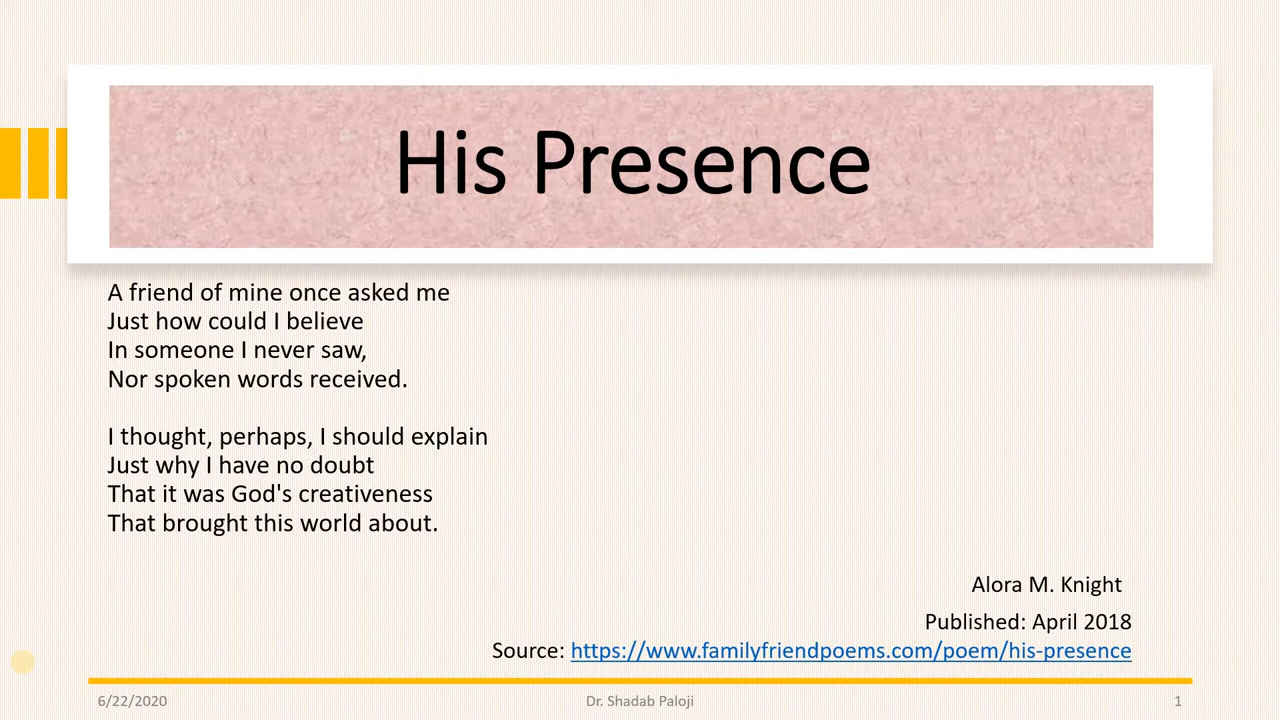 His Presence
A friend of mine once asked me
Just how could I believe
In someone I never saw,
Nor spoken words received.
I thought, perhaps, I should explain
Just why I have no doubt
That it was God's creativeness
That brought this world about.
Alora M. Knight
Published: April 2018
Source: https://www.familyfriendpoems.com/poem/his-presence
6/22/2020
Dr. Shadab Paloji
1